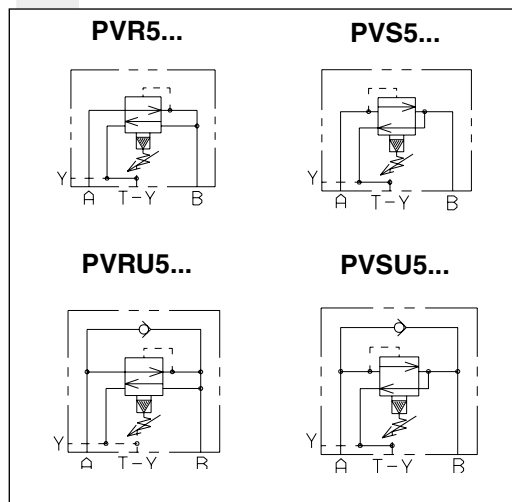 PVR5... PVS5...
Y A T-Y B Y A T-Y B
PVRU5... PVSU5...
Y A T-Y B Y A T-Y B